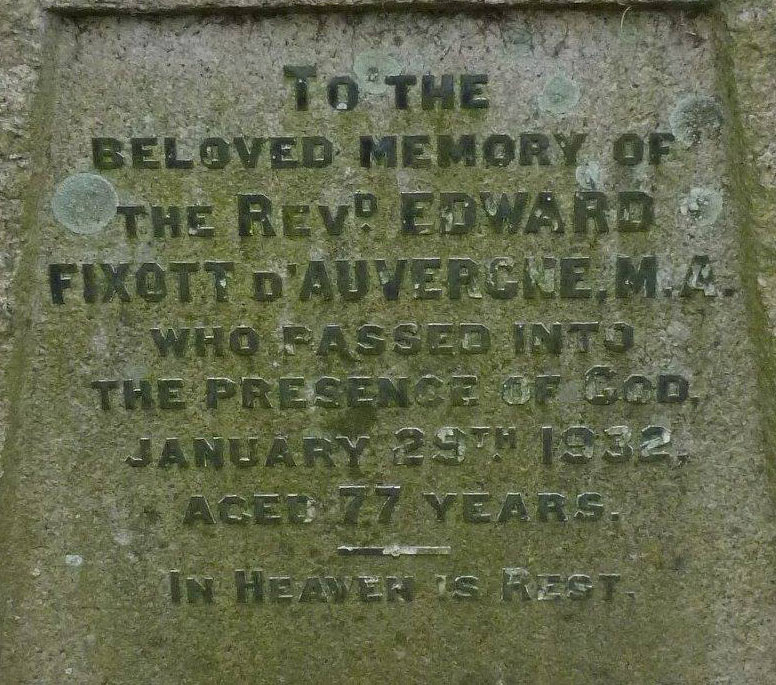 To the
beloved memory of
the Revᴰ. Edward
Fixott d'Auvergne, M.A.
who passed into
the presence of God,
January 29ᵀᴴ 1932,
aged 77 years.
In Heaven is Rest.